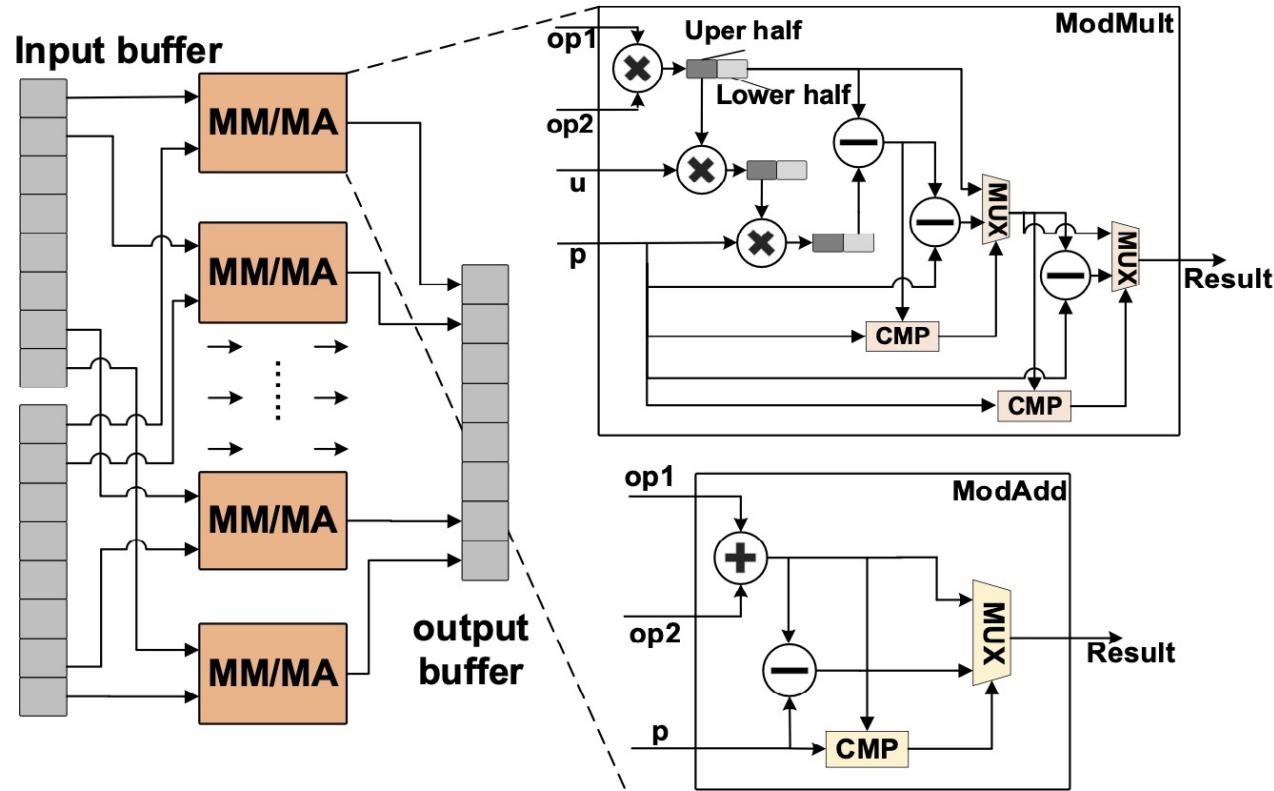 Input buffer
MM/MA
MM/MA
MM/MA
MM/MA
output
buffer
ModMult
op1
Uper half
Lower half
op2
u
p
MUX
MUX
Result
CMP
CMP
ModAdd
op1
op2
MUX
Result
p
CMP